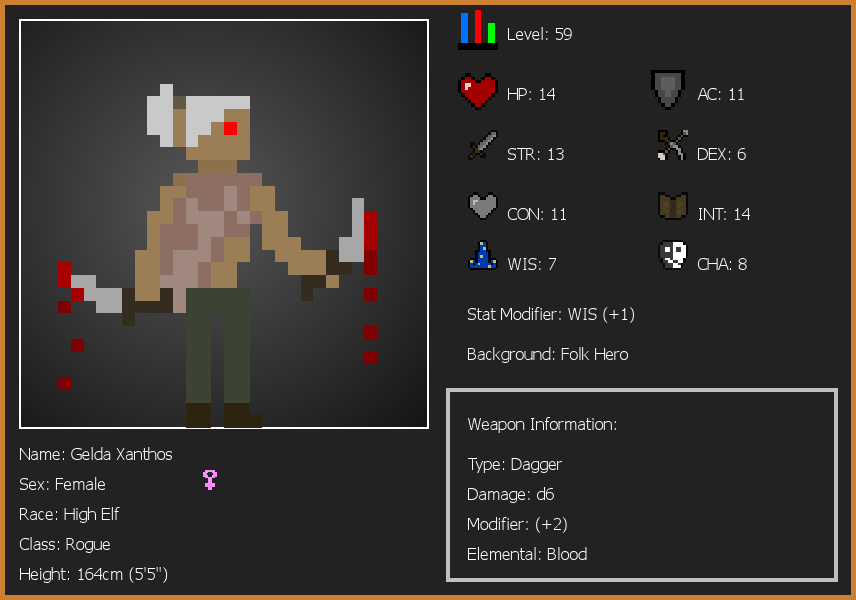 Level: 59
HP: 14
AC: 11
STR: 13
DEX: 6
CON: 11
INT: 14
WIS: 7
CHA: 8
Stat Modifier: WIS (+1)
Background: Folk Hero
Weapon Information:
Type: Dagger
Damage: d6
Modifier: (+2)
Elemental: Blood
Name: Gelda Xanthos
Sex: Female
Race: High Elf
Class: Rogue
Height: 164cm (5'5")